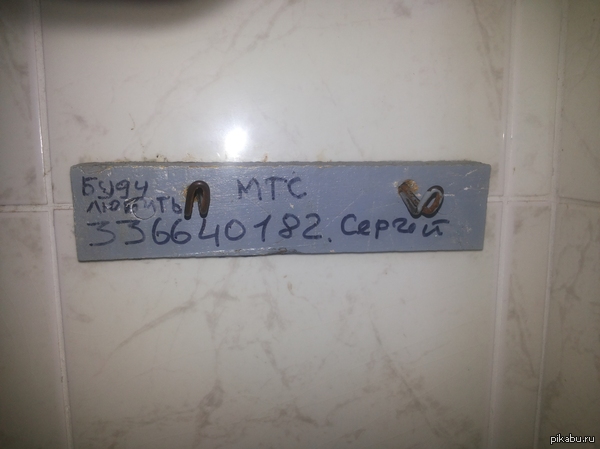 Буду МТС
любить
336640182. Сергей
pikabu.ru